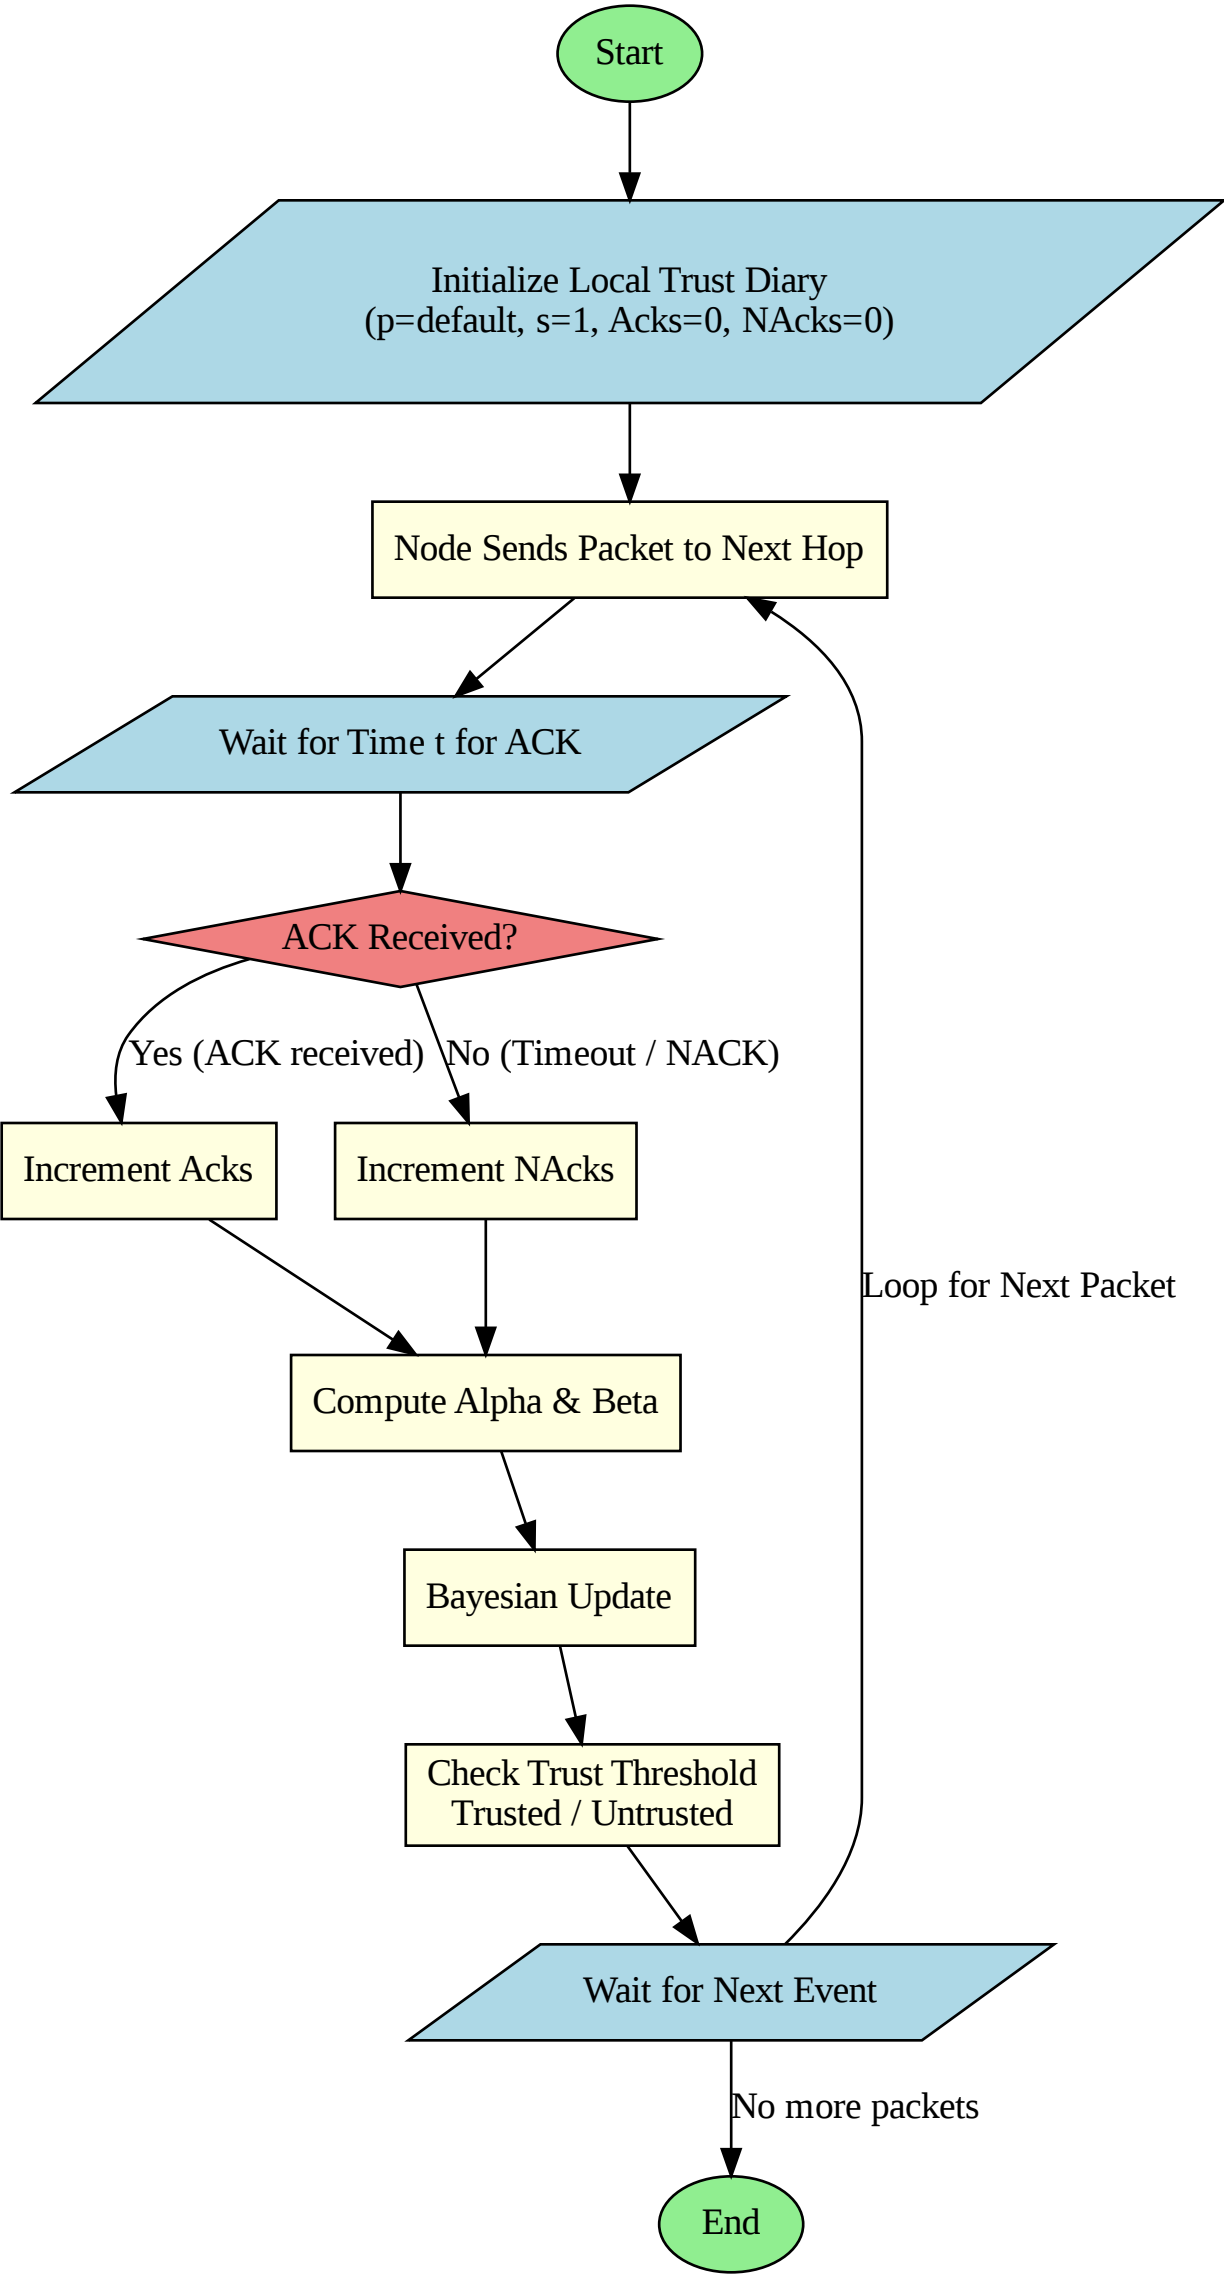 Start
Initialize Local Trust Diary
(p=default, s=1, Acks=0, NAcks=0)
Node Sends Packet to Next Hop
Wait for Time t for ACK
ACK Received?
Yes (ACK received)
No (Timeout / NACK)
Increment Acks
Increment NAcks
Loop for Next Packet
Compute Alpha & Beta
Bayesian Update
Check Trust Threshold
Trusted / Untrusted
Wait for Next Event
No more packets
End